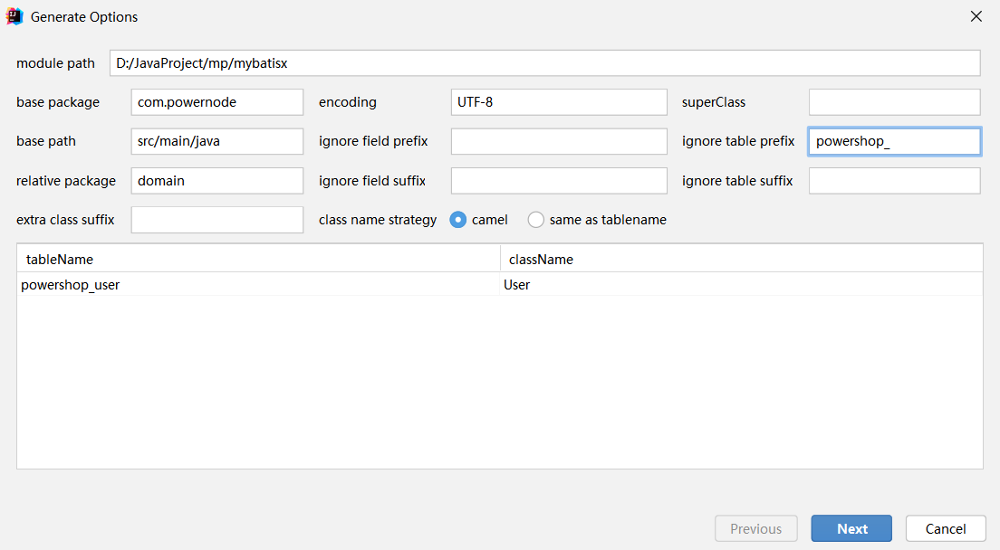 Generate Options
module path D:/JavaProject/mp/mybatisx
base package com.powernode encoding UTF-8 superClass
base path src/main/java ignore field prefix ignore table prefix powershop_
relative package domain ignore field suffix ignore table suffix
extra class suffix class name strategy camel same as tablename
tableName className
powershop_user User
Previous Next Cancel